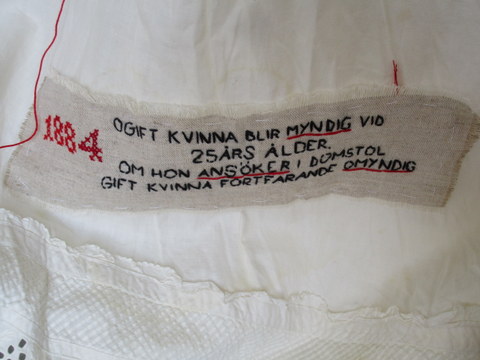 1884
OGIFT KVINNA BLIR MYNDIG VID
25ÅRS ÅLDER.
OM HON ANSÖKER I DOMSTOL
GIFT KVINNA FORTFARANDE OMYNDIG